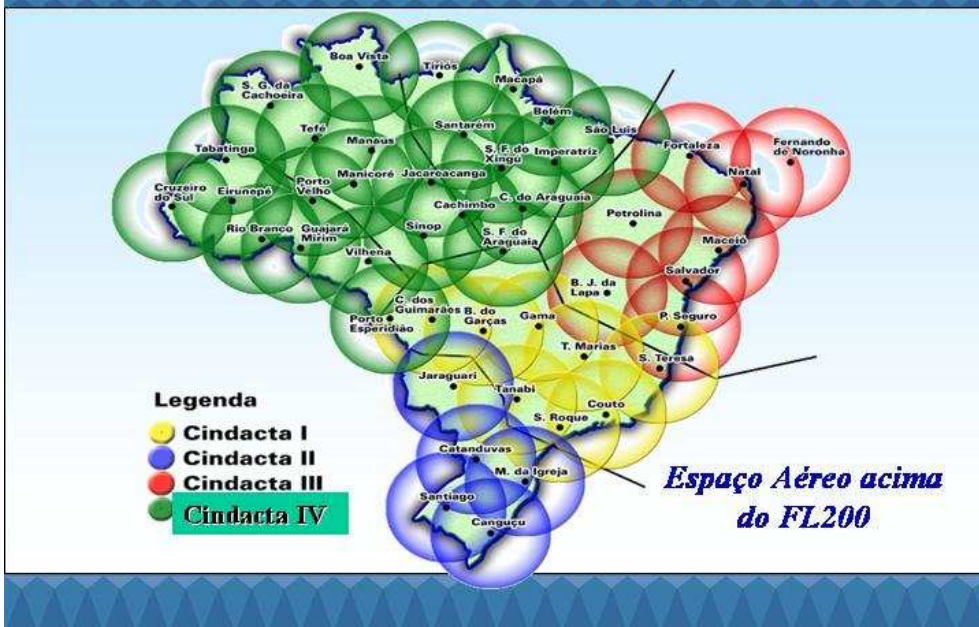 Boa Vista
Tiriós
Macapá
S. G. da
Cachoeira
Belém
Tefé
Manaus
Santarém
São Luis
Tabatinga
S. F. do
Xingú
Imperatriz
Fortaleza
Fernando
de Noronha
Cruzeiro
do Sul
Eirunepé
Porto
Velho
Manicoré
Jacareacanga
Natal
Cachimbo
C. do Araguaia
Petrolina
Rio Branco
Guajará
Mirim
Sinop
S. F. do
Araguaia
Maceió
Vilhena
Salvador
B. J. da
Lapa
C. dos
Guimarães
Porto
Esperidião
B. do
Garças
Gama
P. Seguro
T. Marias
S. Teresa
Jaraguari
Tanabi
Couto
S. Roque
Legenda
Cindacta I
Cindacta II
Cindacta III
Cindacta IV
Catanduvas
M. da Igreja
Santiago
Canguçu
Espaço Aéreo acima
do FL200